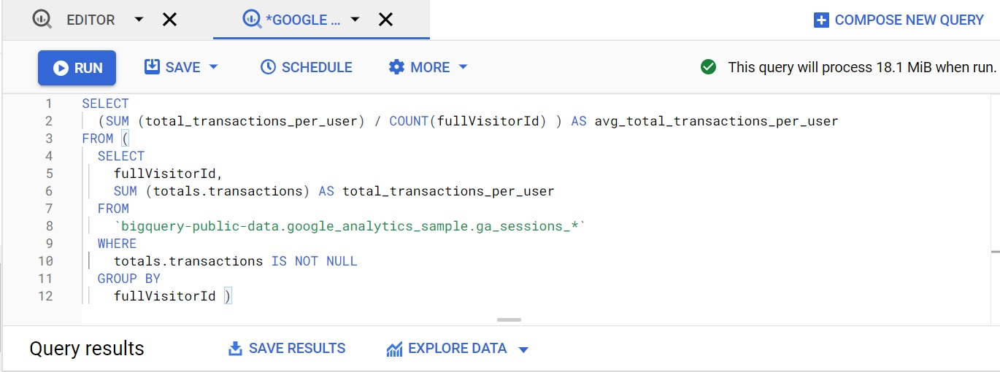 EDITOR *GOOGLE ... COMPOSE NEW QUERY
RUN SAVE SCHEDULE MORE This query will process 18.1 MiB when run.
1 SELECT
2 (SUM (total_transactions_per_user) / COUNT(fullVisitorId) ) AS avg_total_transactions_per_user
3 FROM (
4 SELECT
5 fullVisitorId,
6 SUM (totals.transactions) AS total_transactions_per_user
7 FROM
8 `bigquery-public-data.google_analytics_sample.ga_sessions_*`
9 WHERE
10 totals.transactions IS NOT NULL
11 GROUP BY
12 fullVisitorId )
Query results SAVE RESULTS EXPLORE DATA